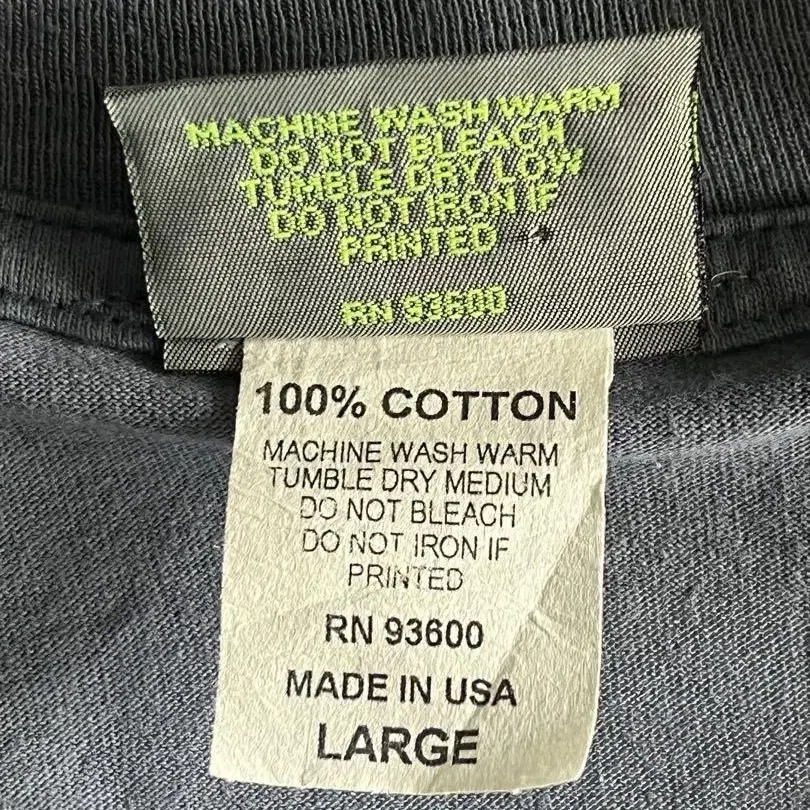 MACHINE WASH WARM
DO NOT BLEACH
TUMBLE DRY LOW
DO NOT IRON IF
PRINTED
RN 93600
100% COTTON
MACHINE WASH WARM
TUMBLE DRY MEDIUM
DO NOT BLEACH
DO NOT IRON IF
PRINTED
RN 93600
MADE IN USA
LARGE